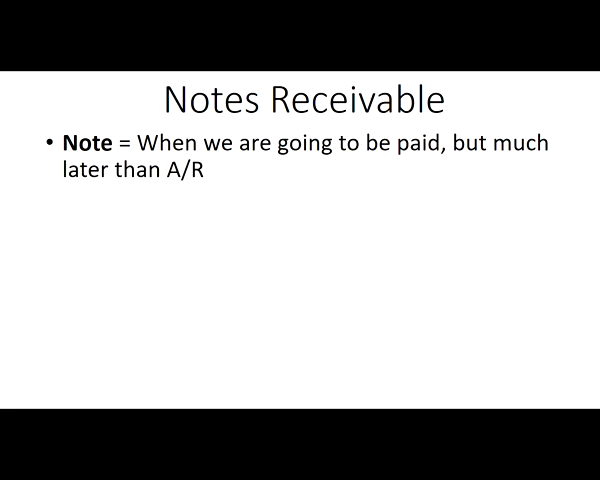 Notes Receivable
• Note = When we are going to be paid, but much
later than A/R